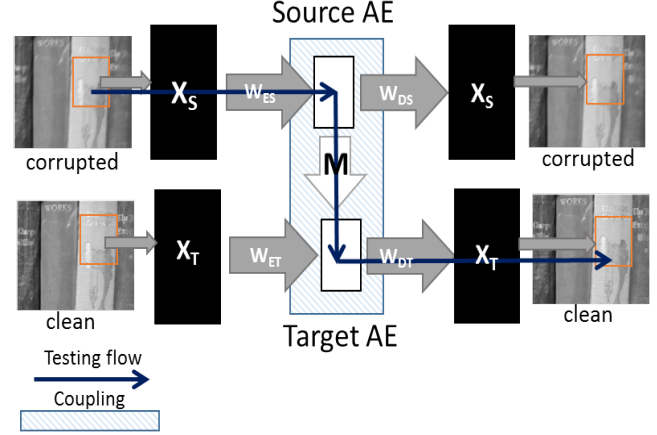 Source AE
WORKS
X_S
W_ES
W_DS
X_S
M
corrupted
corrupted
WORKS
X_T
W_ET
W_DT
X_T
clean
clean
Target AE
Testing flow
Coupling